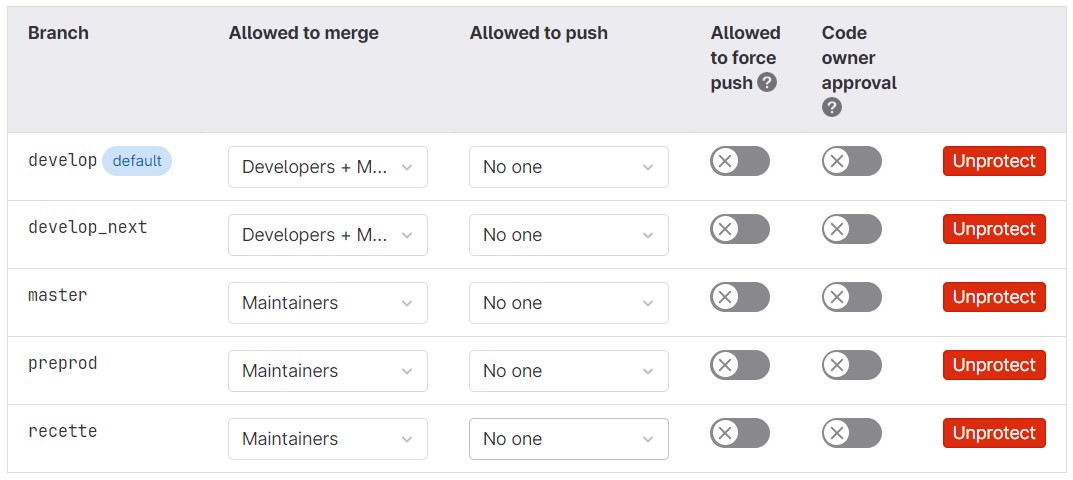 Branch Allowed to merge Allowed to push Allowed to force push ? Code owner approval ?
develop default Developers + M... No one Unprotect
develop_next Developers + M... No one Unprotect
master Maintainers No one Unprotect
preprod Maintainers No one Unprotect
recette Maintainers No one Unprotect